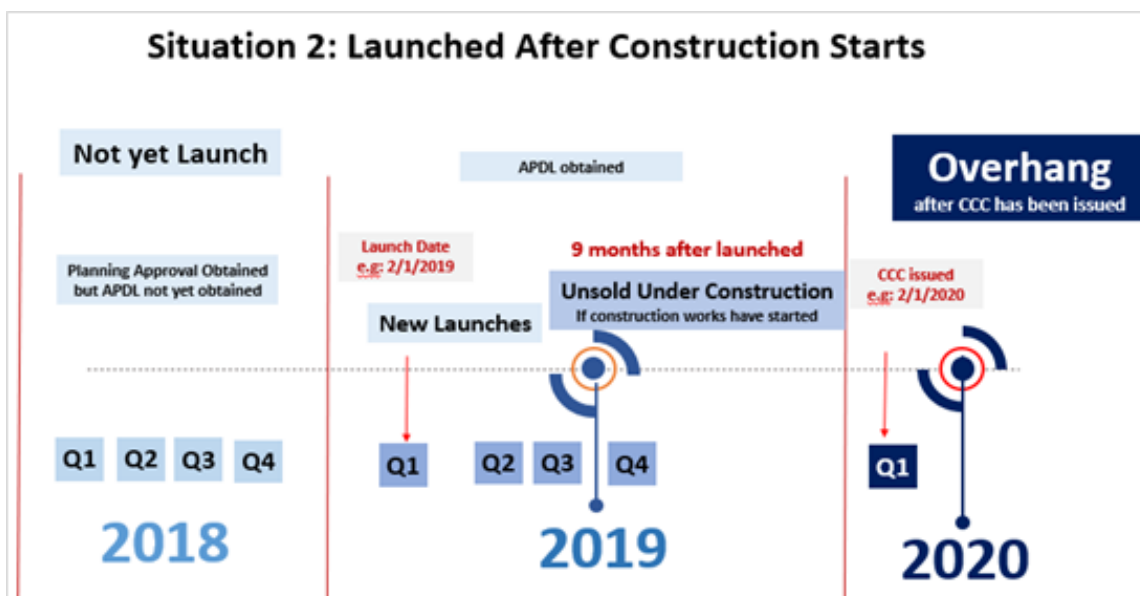 Situation 2: Launched After Construction Starts
Not yet Launch
APDL obtained
Overhang
after CCC has been issued
Planning Approval Obtained
but APDL not yet obtained
Launch Date
e.g: 2/1/2019
9 months after launched
Unsold Under Construction
If construction works have started
CCC issued
e.g: 2/1/2020
New Launches
Q1 Q2 Q3 Q4
Q1 Q2 Q3 Q4
Q1
2018
2019
2020